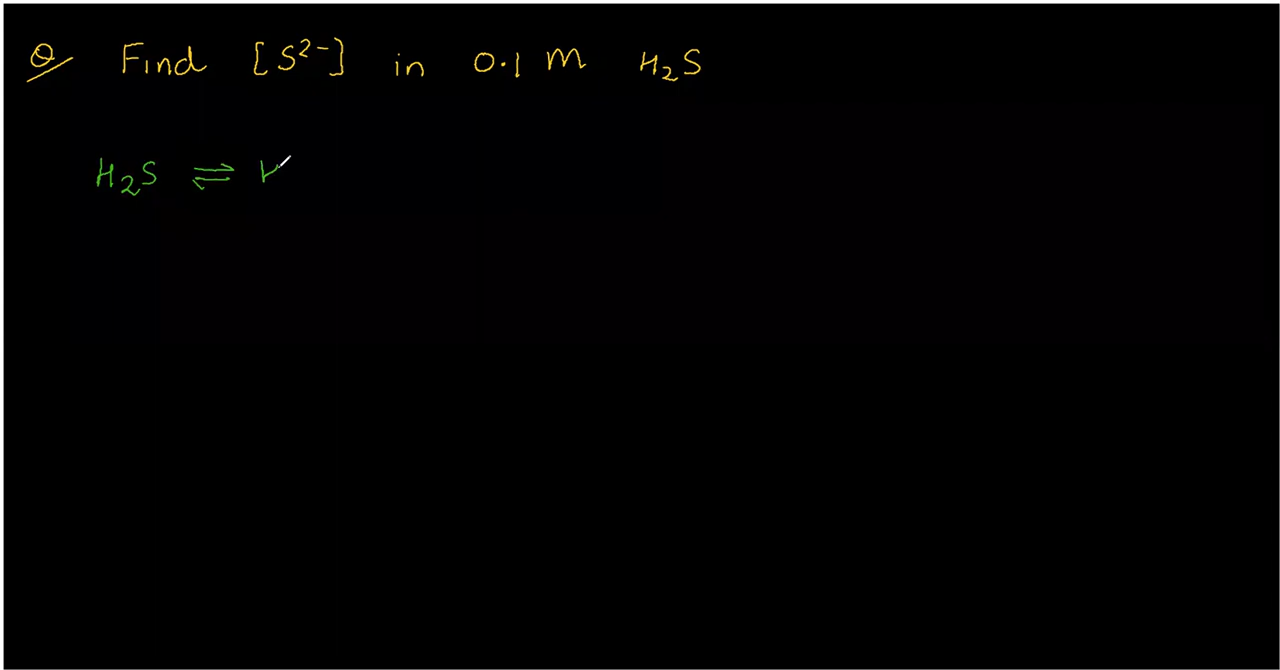 Q Find [S²⁻] in 0.1 M H₂S
H₂S ⇌